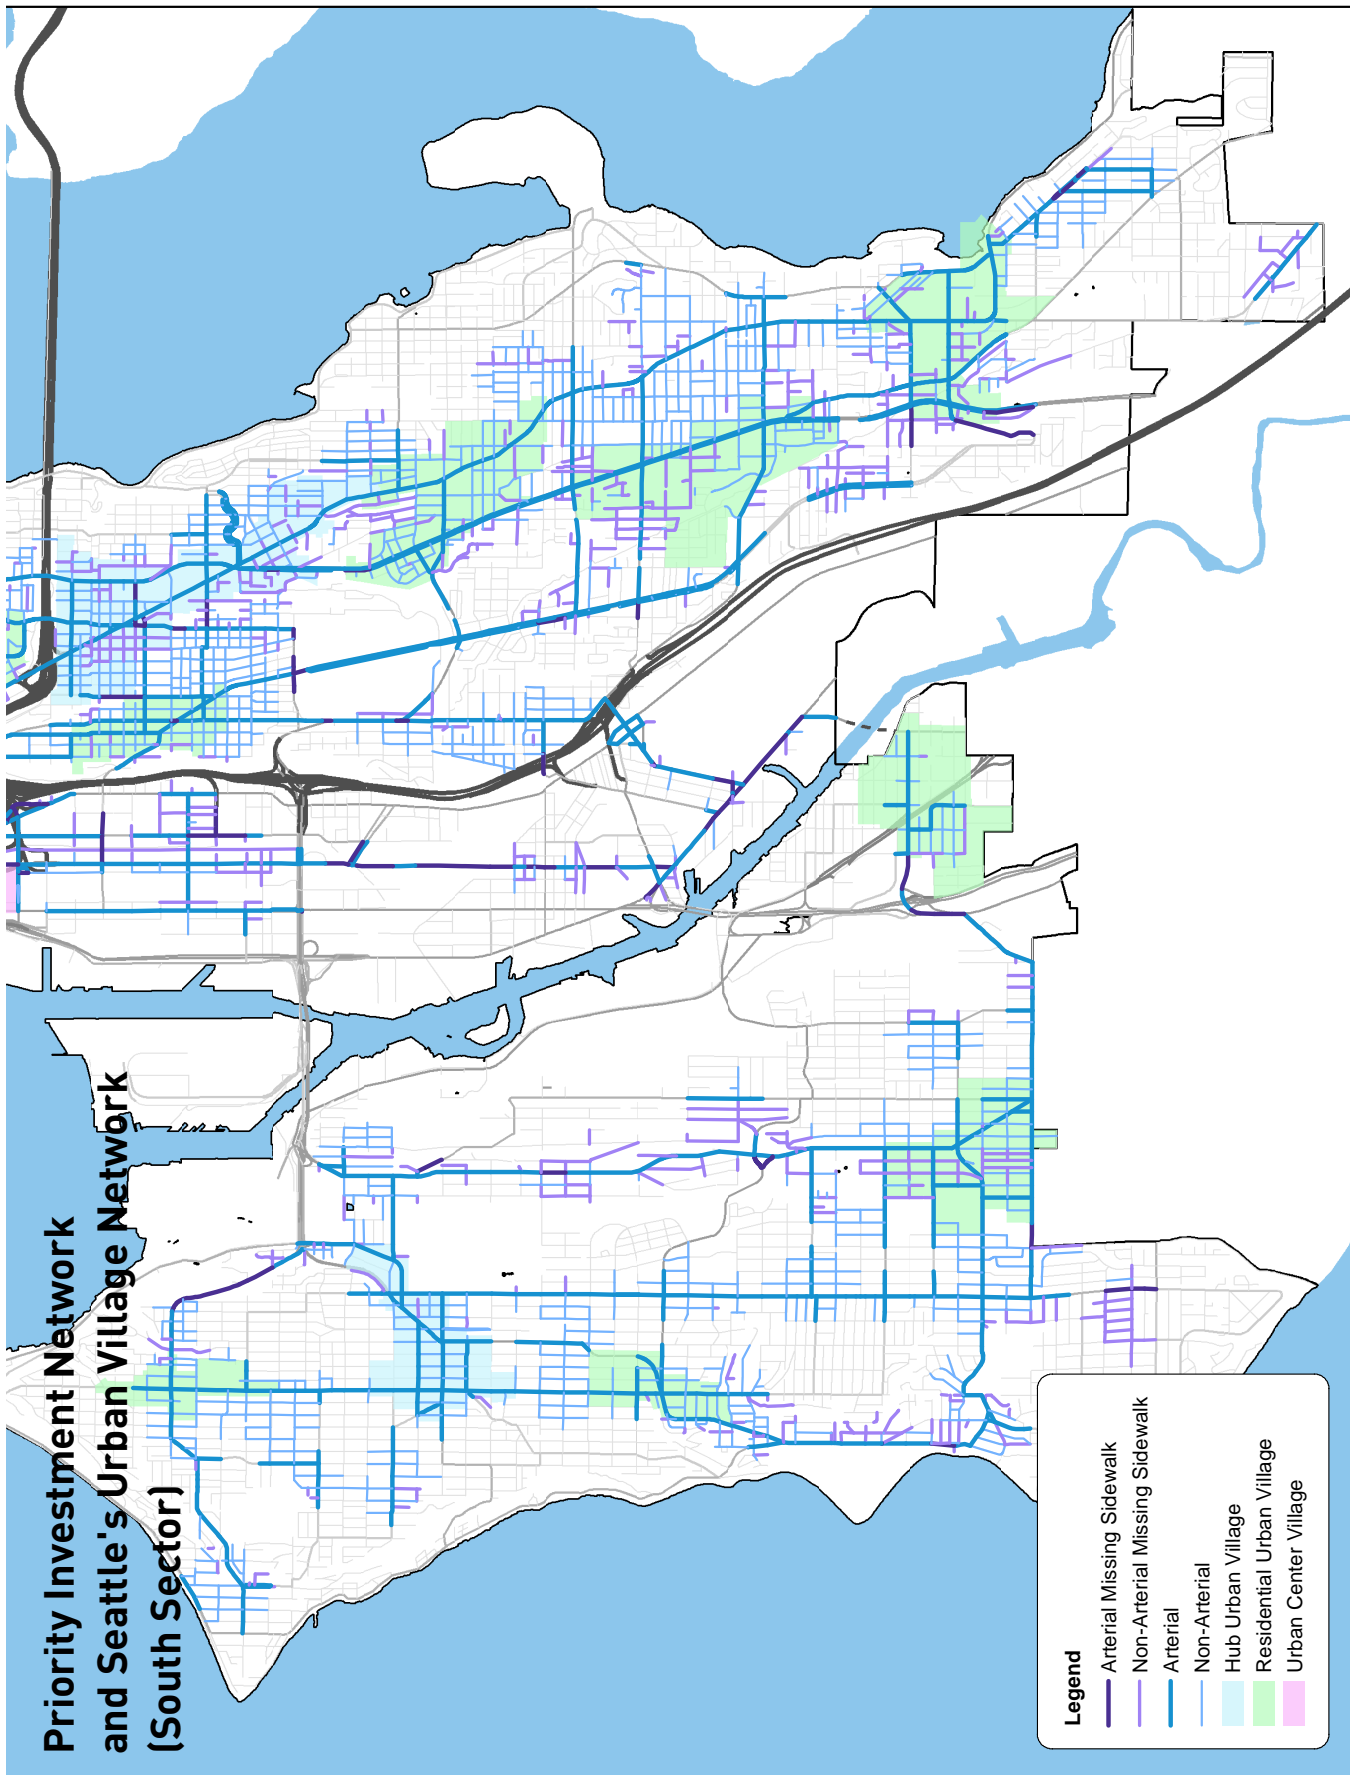 Priority Investment Network
and Seattle's Urban Village Network
(South Sector)
Legend
Arterial Missing Sidewalk
Non-Arterial Missing Sidewalk
Arterial
Non-Arterial
Hub Urban Village
Residential Urban Village
Urban Center Village